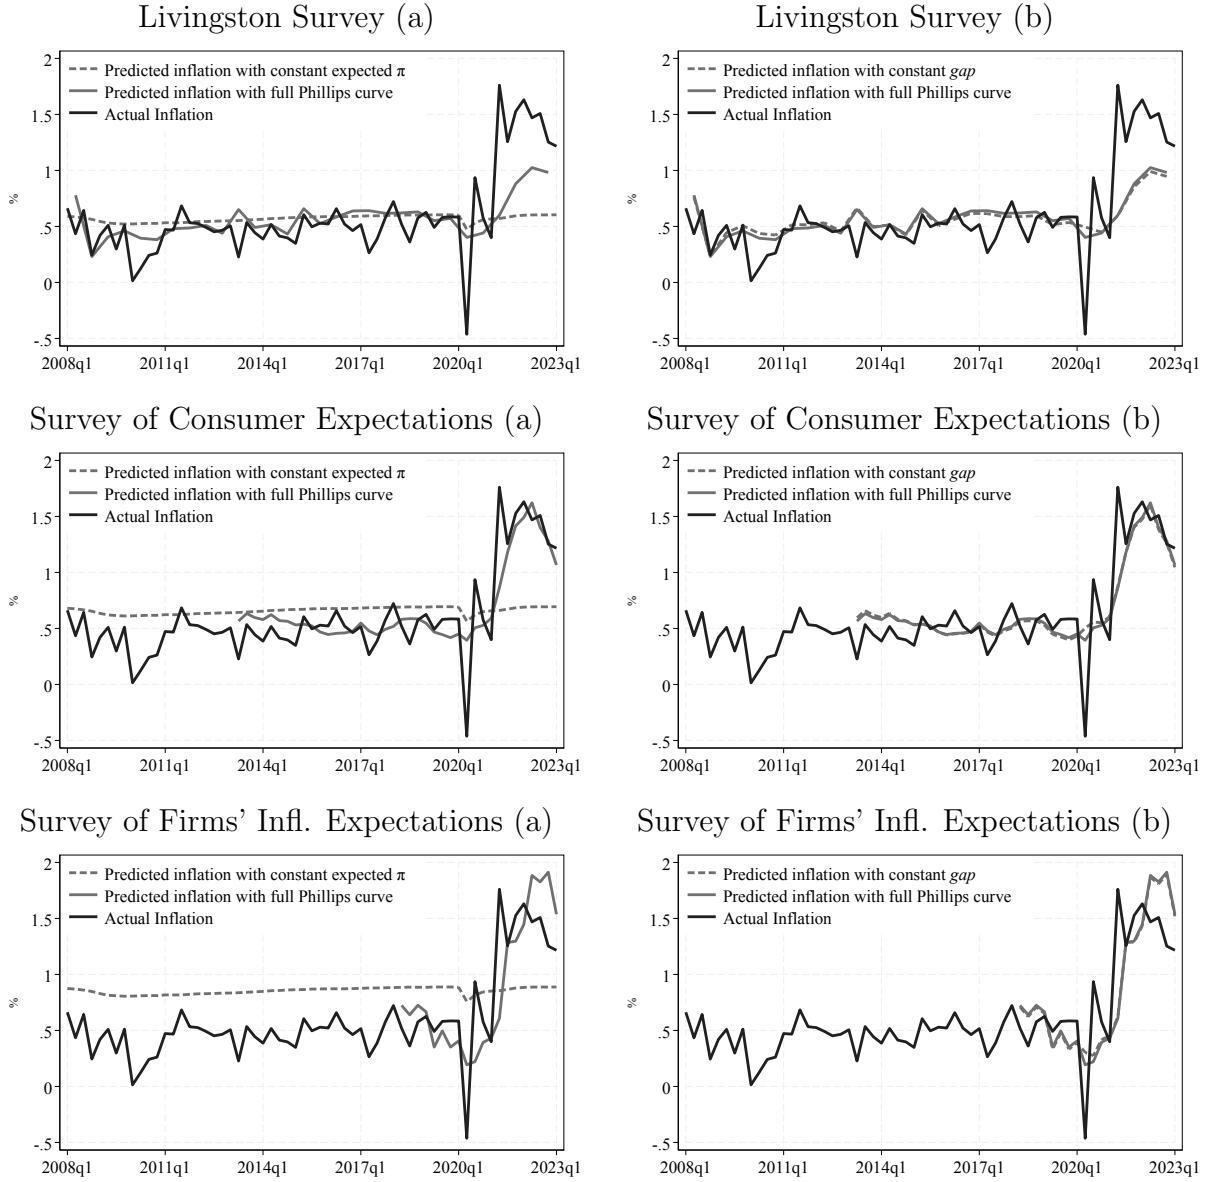 Livingston Survey (a)
Predicted inflation with constant expected π
Predicted inflation with full Phillips curve
Actual Inflation
2
1.5
1
.5
0
-.5
%
2008q1 2011q1 2014q1 2017q1 2020q1 2023q1
Livingston Survey (b)
Predicted inflation with constant gap
Predicted inflation with full Phillips curve
Actual Inflation
2
1.5
1
.5
0
-.5
%
2008q1 2011q1 2014q1 2017q1 2020q1 2023q1
Survey of Consumer Expectations (a)
Predicted inflation with constant expected π
Predicted inflation with full Phillips curve
Actual Inflation
2
1.5
1
.5
0
-.5
%
2008q1 2011q1 2014q1 2017q1 2020q1 2023q1
Survey of Consumer Expectations (b)
Predicted inflation with constant gap
Predicted inflation with full Phillips curve
Actual Inflation
2
1.5
1
.5
0
-.5
%
2008q1 2011q1 2014q1 2017q1 2020q1 2023q1
Survey of Firms' Infl. Expectations (a)
Predicted inflation with constant expected π
Predicted inflation with full Phillips curve
Actual Inflation
2
1.5
1
.5
0
-.5
%
2008q1 2011q1 2014q1 2017q1 2020q1 2023q1
Survey of Firms' Infl. Expectations (b)
Predicted inflation with constant gap
Predicted inflation with full Phillips curve
Actual Inflation
2
1.5
1
.5
0
-.5
%
2008q1 2011q1 2014q1 2017q1 2020q1 2023q1